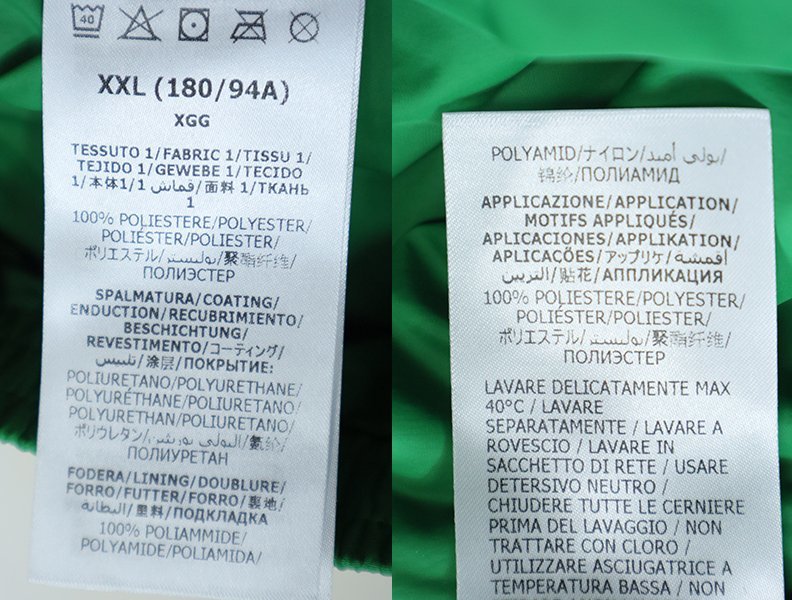 40
XXL (180/94A)
XGG
TESSUTO 1/FABRIC 1/TISSU 1/
TEJIDO 1/GEWEBE 1/TECIDO
1/本体1/قماش 1/面料 1/ТКАНЬ
1
100% POLIESTERE/POLYESTER/
POLIÉSTER/POLIESTER/
ポリエステル/بوليستر/聚酯纤维/
ПОЛИЭСТЕР
SPALMATURA/COATING/
ENDUCTION/RECUBRIMIENTO/
BESCHICHTUNG/
REVESTIMENTO/コーティング/
تلبيس/涂层/ПОКРЫТИЕ:
POLIURETANO/POLYURETHANE/
POLYURÉTHANE/POLIURETANO/
POLYURETHAN/POLIURETANO/
ポリウレタン/البولي يوريثين/氨纶/
ПОЛИУРЕТАН
FODERA/LINING/DOUBLURE/
FORRO/FUTTER/FORRO/裏地/
البطانة/里料/ПОДКЛАДКА
100% POLIAMMIDE/
POLYAMIDE/POLIAMIDA/
POLYAMID/ナイロン/بولي أميد/
锦纶/ПОЛИАМИД
APPLICAZIONE/APPLICATION/
MOTIFS APPLIQUÉS/
APLICACIONES/APPLIKATION/
APLICAÇÕES/アップリケ/أقمشة
التزيين/贴花/АППЛИКАЦИЯ
100% POLIESTERE/POLYESTER/
POLIÉSTER/POLIESTER/
ポリエステル/بوليستر/聚酯纤维/
ПОЛИЭСТЕР
LAVARE DELICATAMENTE MAX
40°C / LAVARE
SEPARATAMENTE / LAVARE A
ROVESCIO / LAVARE IN
SACCHETTO DI RETE / USARE
DETERSIVO NEUTRO /
CHIUDERE TUTTE LE CERNIERE
PRIMA DEL LAVAGGIO / NON
TRATTARE CON CLORO /
UTILIZZARE ASCIUGATRICE A
TEMPERATURA BASSA / NON